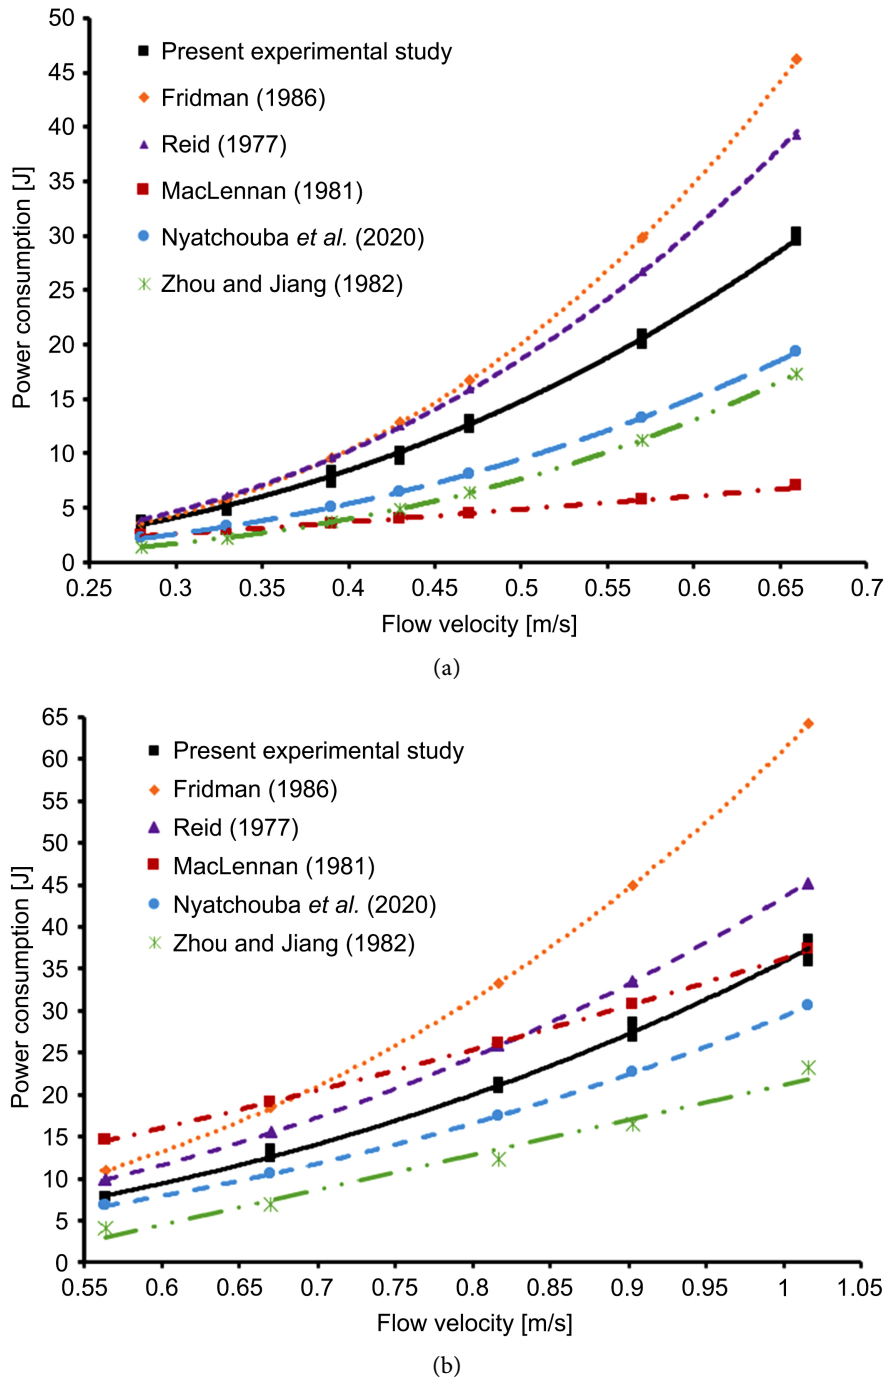 50
45
40
35
30
25
20
15
10
5
0
Power consumption [J]
Present experimental study
Fridman (1986)
Reid (1977)
MacLennan (1981)
Nyatchouba et al. (2020)
Zhou and Jiang (1982)
0.25 0.3 0.35 0.4 0.45 0.5 0.55 0.6 0.65 0.7
Flow velocity [m/s]
(a)
65
60
55
50
45
40
35
30
25
20
15
10
5
0
Power consumption [J]
Present experimental study
Fridman (1986)
Reid (1977)
MacLennan (1981)
Nyatchouba et al. (2020)
Zhou and Jiang (1982)
0.55 0.6 0.65 0.7 0.75 0.8 0.85 0.9 0.95 1 1.05
Flow velocity [m/s]
(b)